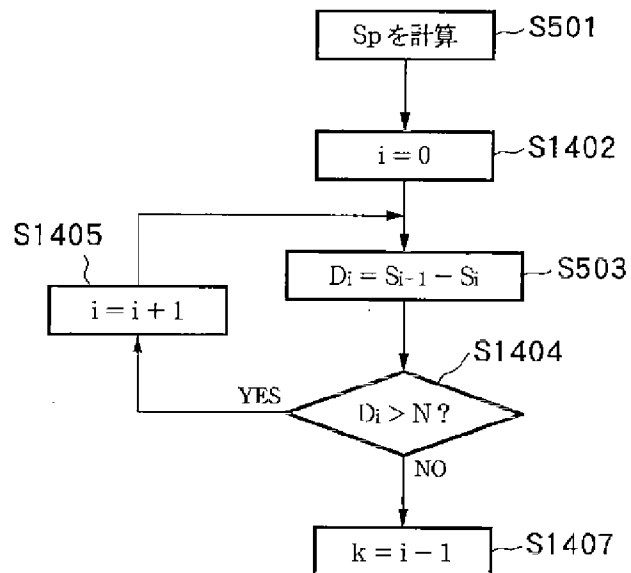 Spを計算
S501
i = 0
S1402
S1405
Di = Si-1 - Si
S503
i = i + 1
S1404
YES
Di > N ?
NO
k = i - 1
S1407